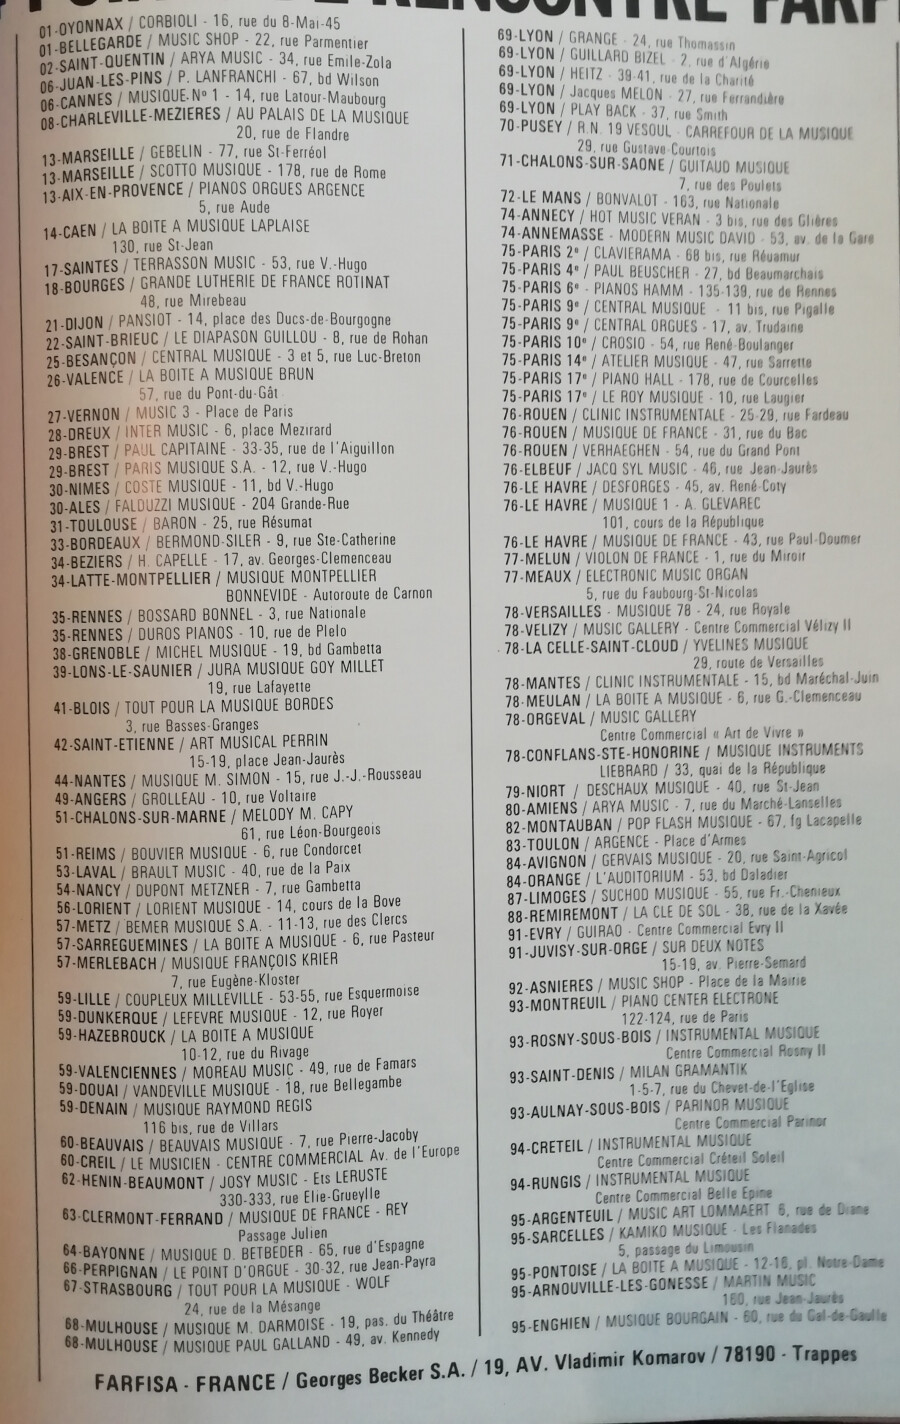 RENCONTRE FARF
01-OYONNAX / CORBIOLI - 16, rue du 8-Mai-45
01-BELLEGARDE / MUSIC SHOP - 22, rue Parmentier
02-SAINT-QUENTIN / ARYA MUSIC - 34, rue Emile-Zola
06-JUAN-LES-PINS / P. LANFRANCHI - 67, bd Wilson
06-CANNES / MUSIQUE-Nº 1 - 14, rue Latour-Maubourg
08-CHARLEVILLE-MEZIERES / AU PALAIS DE LA MUSIQUE
20, rue de Flandre
13-MARSEILLE / GEBELIN - 77, rue St-Ferréol
13-MARSEILLE / SCOTTO MUSIQUE - 178, rue de Rome
13-AIX-EN-PROVENCE / PIANOS ORGUES ARGENCE
5, rue Aude
14-CAEN / LA BOITE A MUSIQUE LAPLAISE
130, rue St-Jean
17-SAINTES / TERRASSON MUSIC - 53, rue V.-Hugo
18-BOURGES / GRANDE LUTHERIE DE FRANCE ROTINAT
48, rue Mirebeau
21-DIJON / PANSIOT - 14, place des Ducs-de-Bourgogne
22-SAINT-BRIEUC / LE DIAPASON GUILLOU - 8, rue de Rohan
25-BESANÇON / CENTRAL MUSIQUE - 3 et 5, rue Luc-Breton
26-VALENCE / LA BOITE A MUSIQUE BRUN
57, rue du Pont-du-Gât
27-VERNON / MUSIC 3 - Place de Paris
28-DREUX / INTER MUSIC - 6, place Mezirard
29-BREST / PAUL CAPITAINE - 33-35, rue de l'Aiguillon
29-BREST / PARIS MUSIQUE S.A. - 12, rue V.-Hugo
30-NIMES / COSTE MUSIQUE - 11, bd V.-Hugo
30-ALES / FALDUZZI MUSIQUE - 204 Grande-Rue
31-TOULOUSE / BARON - 25, rue Résumat
33-BORDEAUX / BERMOND-SILER - 9, rue Ste-Catherine
34-BEZIERS / H. CAPELLE - 17, av. Georges-Clemenceau
34-LATTE-MONTPELLIER / MUSIQUE MONTPELLIER
BONNEVIDE - Autoroute de Carnon
35-RENNES / BOSSARD BONNEL - 3, rue Nationale
35-RENNES / DUROS PIANOS - 10, rue de Plelo
38-GRENOBLE / MICHEL MUSIQUE - 19, bd Gambetta
39-LONS-LE-SAUNIER / JURA MUSIQUE GOY MILLET
19, rue Lafayette
41-BLOIS / TOUT POUR LA MUSIQUE BORDES
3, rue Basses-Granges
42-SAINT-ETIENNE / ART MUSICAL PERRIN
15-19, place Jean-Jaurès
44-NANTES / MUSIQUE M. SIMON - 15, rue J.-J.-Rousseau
49-ANGERS / GROLLEAU - 10, rue Voltaire
51-CHALONS-SUR-MARNE / MELODY M. CAPY
61, rue Léon-Bourgeois
51-REIMS / BOUVIER MUSIQUE - 6, rue Condorcet
53-LAVAL / BRAULT MUSIC - 40, rue de la Paix
54-NANCY / DUPONT METZNER - 7, rue Gambetta
56-LORIENT / LORIENT MUSIQUE - 14, cours de la Bove
57-METZ / BEMER MUSIQUE S.A. - 11-13, rue des Clercs
57-SARREGUEMINES / LA BOITE A MUSIQUE - 6, rue Pasteur
57-MERLEBACH / MUSIQUE FRANÇOIS KRIER
7, rue Eugène-Kloster
59-LILLE / COUPLEUX MILLEVILLE - 53-55, rue Esquermoise
59-DUNKERQUE / LEFEVRE MUSIQUE - 12, rue Royer
59-HAZEBROUCK / LA BOITE A MUSIQUE
10-12, rue du Rivage
59-VALENCIENNES / MOREAU MUSIC - 49, rue de Famars
59-DOUAI / VANDEVILLE MUSIQUE - 18, rue Bellegambe
59-DENAIN / MUSIQUE RAYMOND REGIS
116 bis, rue de Villars
60-BEAUVAIS / BEAUVAIS MUSIQUE - 7, rue Pierre-Jacoby
60-CREIL / LE MUSICIEN - CENTRE COMMERCIAL Av. de l'Europe
62-HENIN-BEAUMONT / JOSY MUSIC - Ets LERUSTE
330-333, rue Elie-Grueylle
63-CLERMONT-FERRAND / MUSIQUE DE FRANCE - REY
Passage Julien
64-BAYONNE / MUSIQUE D. BETBEDER - 65, rue d'Espagne
66-PERPIGNAN / LE POINT D'ORGUE - 30-32, rue Jean-Payra
67-STRASBOURG / TOUT POUR LA MUSIQUE - WOLF
24, rue de la Mésange
68-MULHOUSE / MUSIQUE M. DARMOISE - 19, pas. du Théâtre
68-MULHOUSE / MUSIQUE PAUL GALLAND - 49, av. Kennedy
69-LYON / GRANGE - 24, rue Thomassin
69-LYON / GUILLARD BIZEL - 2, rue d'Algérie
69-LYON / HEITZ - 39-41, rue de la Charité
69-LYON / Jacques MELON - 27, rue Ferrandière
69-LYON / PLAY BACK - 37, rue Smith
70-PUSEY / R.N. 19 VESOUL - CARREFOUR DE LA MUSIQUE
29, rue Gustave-Courtois
71-CHALONS-SUR-SAONE / GUITAUD MUSIQUE
7, rue des Poulets
72-LE MANS / BONVALOT - 163, rue Nationale
74-ANNECY / HOT MUSIC VERAN - 3 bis, rue des Glières
74-ANNEMASSE - MODERN MUSIC DAVID - 53, av. de la Gare
75-PARIS 2e / CLAVIERAMA - 68 bis, rue Réuamur
75-PARIS 4e / PAUL BEUSCHER - 27, bd Beaumarchais
75-PARIS 6e - PIANOS HAMM - 135-139, rue de Rennes
75-PARIS 9e / CENTRAL MUSIQUE - 11 bis, rue Pigalle
75-PARIS 9e / CENTRAL ORGUES - 17, av. Trudaine
75-PARIS 10e / CROSIO - 54, rue René-Boulanger
75-PARIS 14e / ATELIER MUSIQUE - 47, rue Sarrette
75-PARIS 17e / PIANO HALL - 178, rue de Courcelles
75-PARIS 17e / LE ROY MUSIQUE - 10, rue Laugier
76-ROUEN / CLINIC INSTRUMENTALE - 25-29, rue Fardeau
76-ROUEN / MUSIQUE DE FRANCE - 31, rue du Bac
76-ROUEN / VERHAEGHEN - 54, rue du Grand Pont
76-ELBEUF / JACQ SYL MUSIC - 46, rue Jean-Jaurès
76-LE HAVRE / DESFORGES - 45, av. René-Coty
76-LE HAVRE / MUSIQUE 1 - A. GLEVAREC
101, cours de la République
76-LE HAVRE / MUSIQUE DE FRANCE - 43, rue Paul-Doumer
77-MELUN / VIOLON DE FRANCE - 1, rue du Miroir
77-MEAUX / ELECTRONIC MUSIC ORGAN
5, rue du Faubourg-St-Nicolas
78-VERSAILLES - MUSIQUE 78 - 24, rue Royale
78-VELIZY / MUSIC GALLERY - Centre Commercial Vélizy II
78-LA CELLE-SAINT-CLOUD / YVELINES MUSIQUE
29, route de Versailles
78-MANTES / CLINIC INSTRUMENTALE - 15, bd Maréchal-Juin
78-MEULAN / LA BOITE A MUSIQUE - 6, rue G.-Clemenceau
78-ORGEVAL / MUSIC GALLERY
Centre Commercial « Art de Vivre »
78-CONFLANS-STE-HONORINE / MUSIQUE INSTRUMENTS
LIEBRARD / 33, quai de la République
79-NIORT / DESCHAUX MUSIQUE - 40, rue St-Jean
80-AMIENS / ARYA MUSIC - 7, rue du Marché-Lanselles
82-MONTAUBAN / POP FLASH MUSIQUE - 67, fg Lacapelle
83-TOULON / ARGENCE - Place d'Armes
84-AVIGNON / GERVAIS MUSIQUE - 20, rue Saint-Agricol
84-ORANGE / L'AUDITORIUM - 53, bd Daladier
87-LIMOGES / SUCHOD MUSIQUE - 55, rue Fr.-Chenieux
88-REMIREMONT / LA CLE DE SOL - 38, rue de la Xavée
91-EVRY / GUIRAO - Centre Commercial Evry II
91-JUVISY-SUR-ORGE / SUR DEUX NOTES
15-19, av. Pierre-Semard
92-ASNIERES / MUSIC SHOP - Place de la Mairie
93-MONTREUIL / PIANO CENTER ELECTRONE
122-124, rue de Paris
93-ROSNY-SOUS-BOIS / INSTRUMENTAL MUSIQUE
Centre Commercial Rosny II
93-SAINT-DENIS / MILAN GRAMANTIK
1-5-7, rue du Chevet-de-l'Eglise
93-AULNAY-SOUS-BOIS / PARINOR MUSIQUE
Centre Commercial Parinor
94-CRETEIL / INSTRUMENTAL MUSIQUE
Centre Commercial Créteil Soleil
94-RUNGIS / INSTRUMENTAL MUSIQUE
Centre Commercial Belle Epine
95-ARGENTEUIL / MUSIC ART LOMMAERT 6, rue de Diane
95-SARCELLES / KAMIKO MUSIQUE - Les Flanades
5, passage du Limousin
95-PONTOISE / LA BOITE A MUSIQUE - 12-16, pl. Notre-Dame
95-ARNOUVILLE-LES-GONESSE / MARTIN MUSIC
160, rue Jean-Jaurès
95-ENGHIEN / MUSIQUE BOURGAIN - 60, rue du Gal-de-Gaulle
FARFISA - FRANCE / Georges Becker S.A. / 19, AV. Vladimir Komarov / 78190 - Trappes